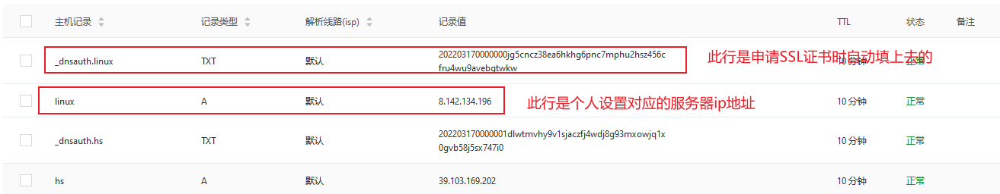 主机记录 记录类型 解析线路(isp) 记录值 TTL 状态 备注
_dnsauth.linux TXT 默认 202203170000000jg5cncz38ea6hkhg6pnc7mphu2hsz456c 10 分钟 正常
fru4wu9avebgtwkw
此行是申请SSL证书时自动填上去的
linux A 默认 8.142.134.196 10 分钟 正常
此行是个人设置对应的服务器ip地址
_dnsauth.hs TXT 默认 202203170000001dlwtmvhy9v1sjaczfj4wdj8g93mxowjq1x 10 分钟 正常
0gvb58j5sx747i0
hs A 默认 39.103.169.202 10 分钟 正常